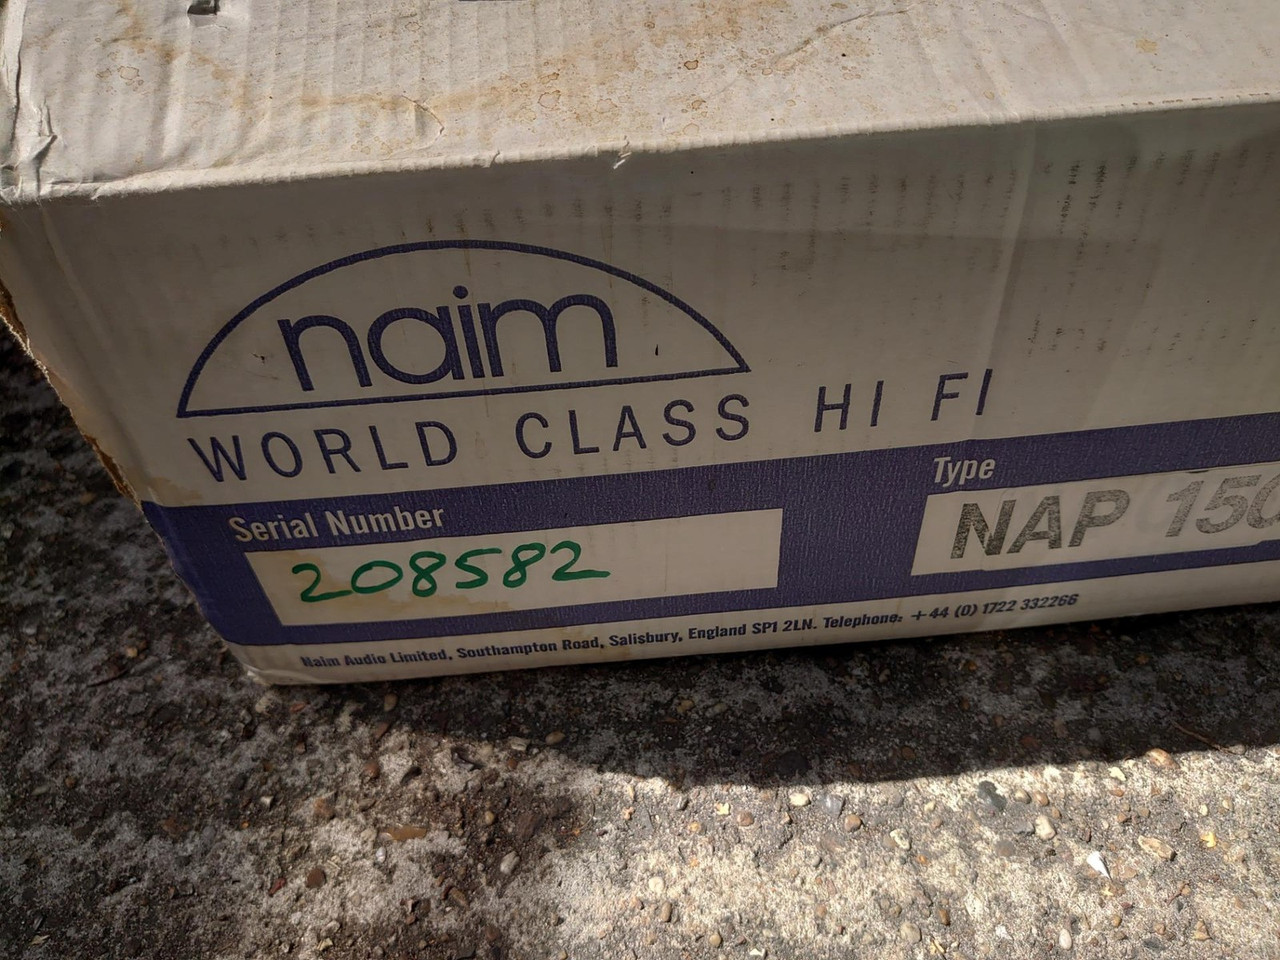 naim
WORLD CLASS HI FI
Serial Number
208582
Type
NAP 150
Naim Audio Limited, Southampton Road, Salisbury, England SP1 2LN. Telephone: +44 (0) 1722 332266